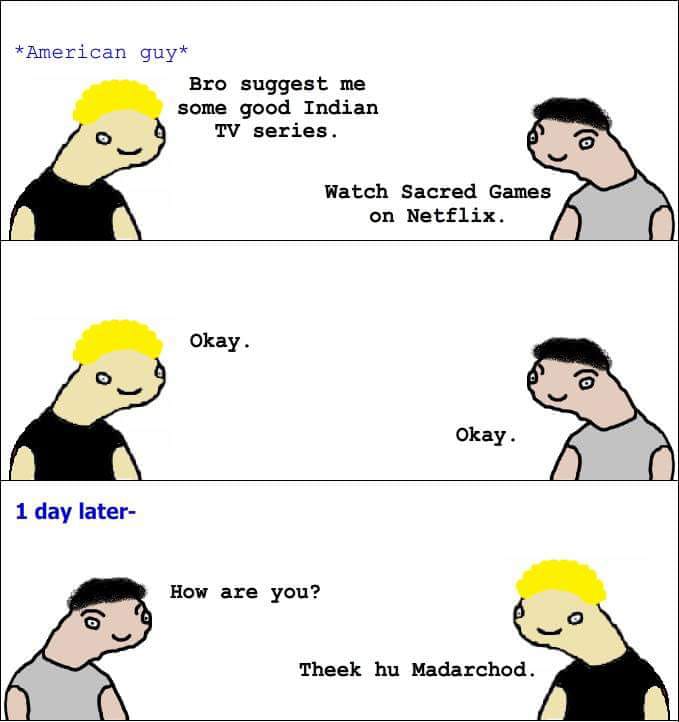 *American guy*
Bro suggest me
some good Indian
TV series.
Watch Sacred Games
on Netflix.
Okay.
Okay.
1 day later-
How are you?
Theek hu Madarchod.